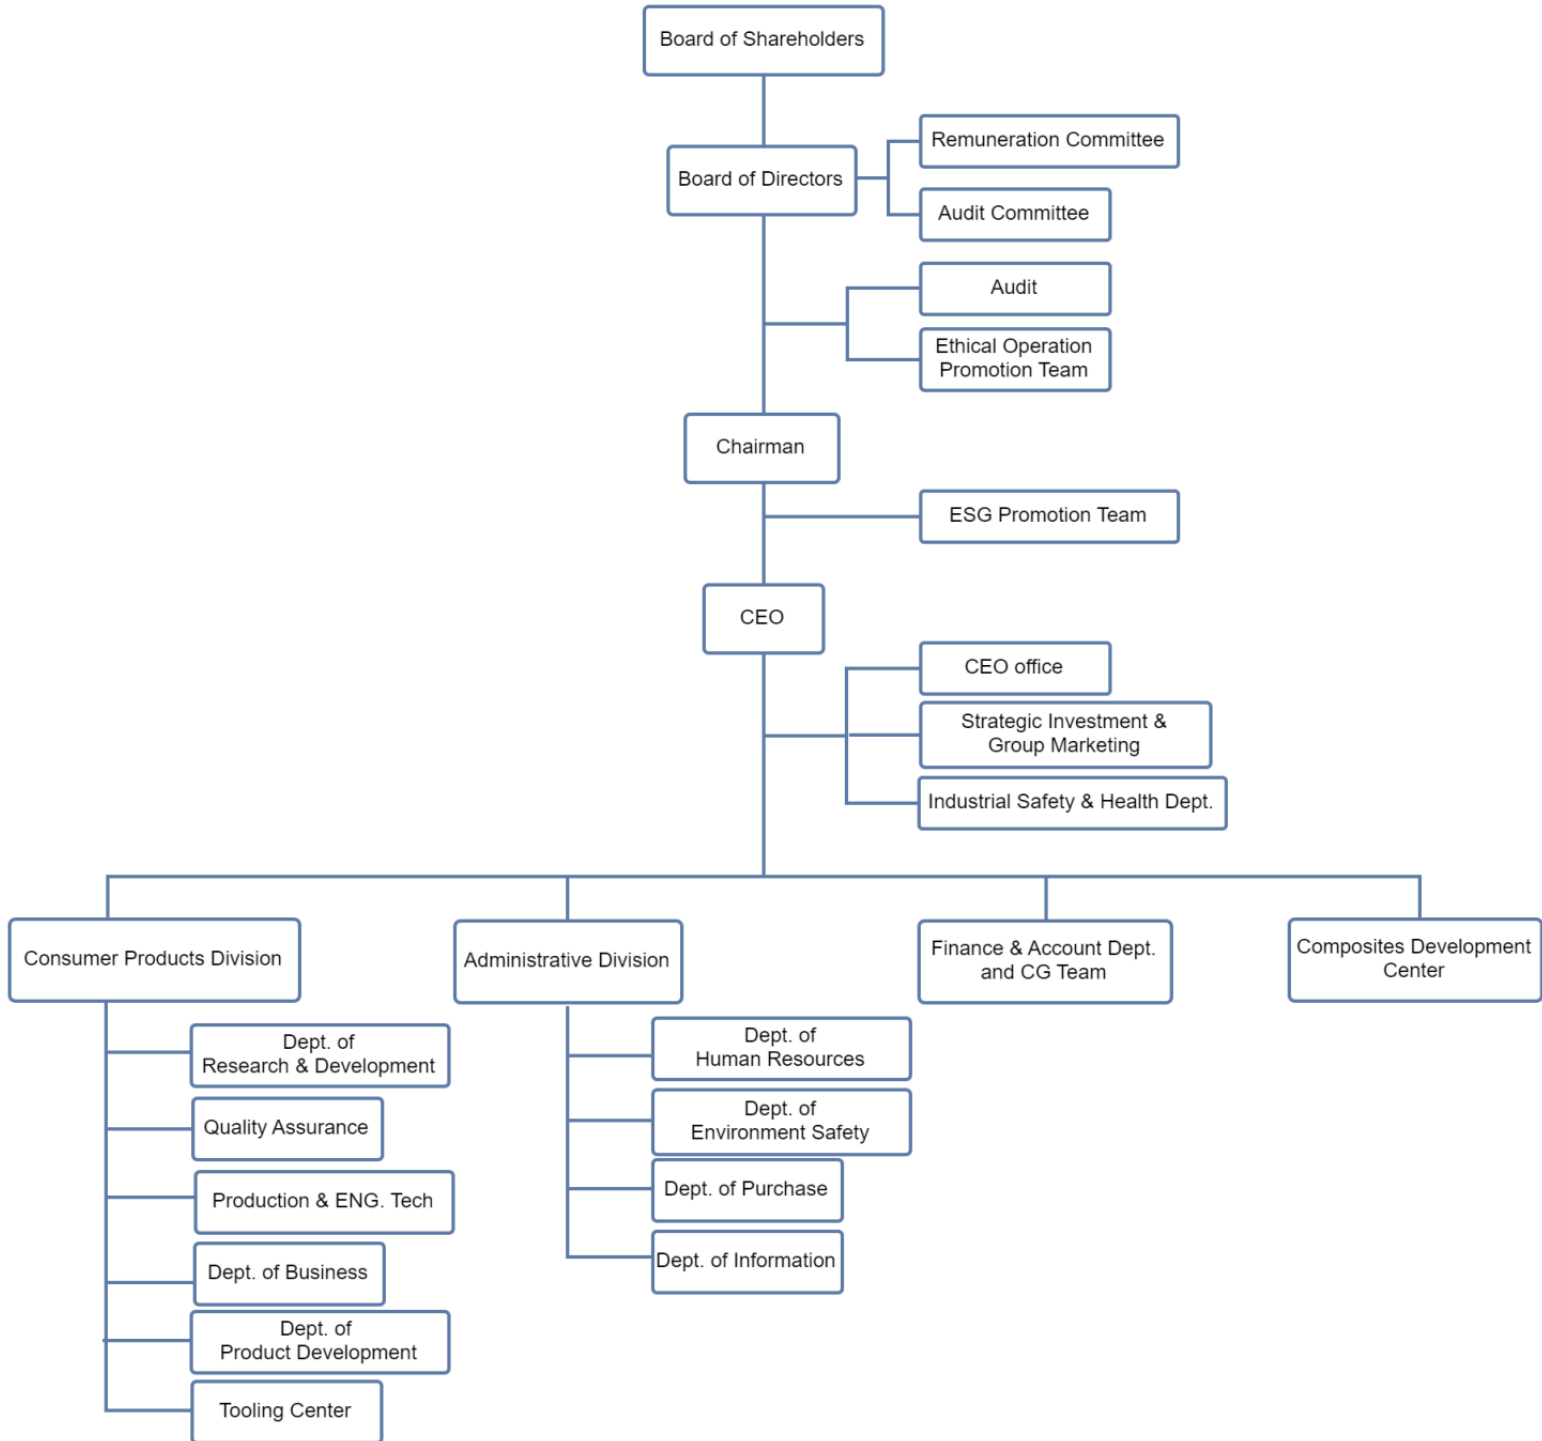 Board of Shareholders
Board of Directors
Remuneration Committee
Audit Committee
Audit
Ethical Operation
Promotion Team
Chairman
ESG Promotion Team
CEO
CEO office
Strategic Investment &
Group Marketing
Industrial Safety & Health Dept.
Consumer Products Division
Administrative Division
Finance & Account Dept.
and CG Team
Composites Development
Center
Dept. of
Research & Development
Quality Assurance
Production & ENG. Tech
Dept. of Business
Dept. of
Product Development
Tooling Center
Dept. of
Human Resources
Dept. of
Environment Safety
Dept. of Purchase
Dept. of Information